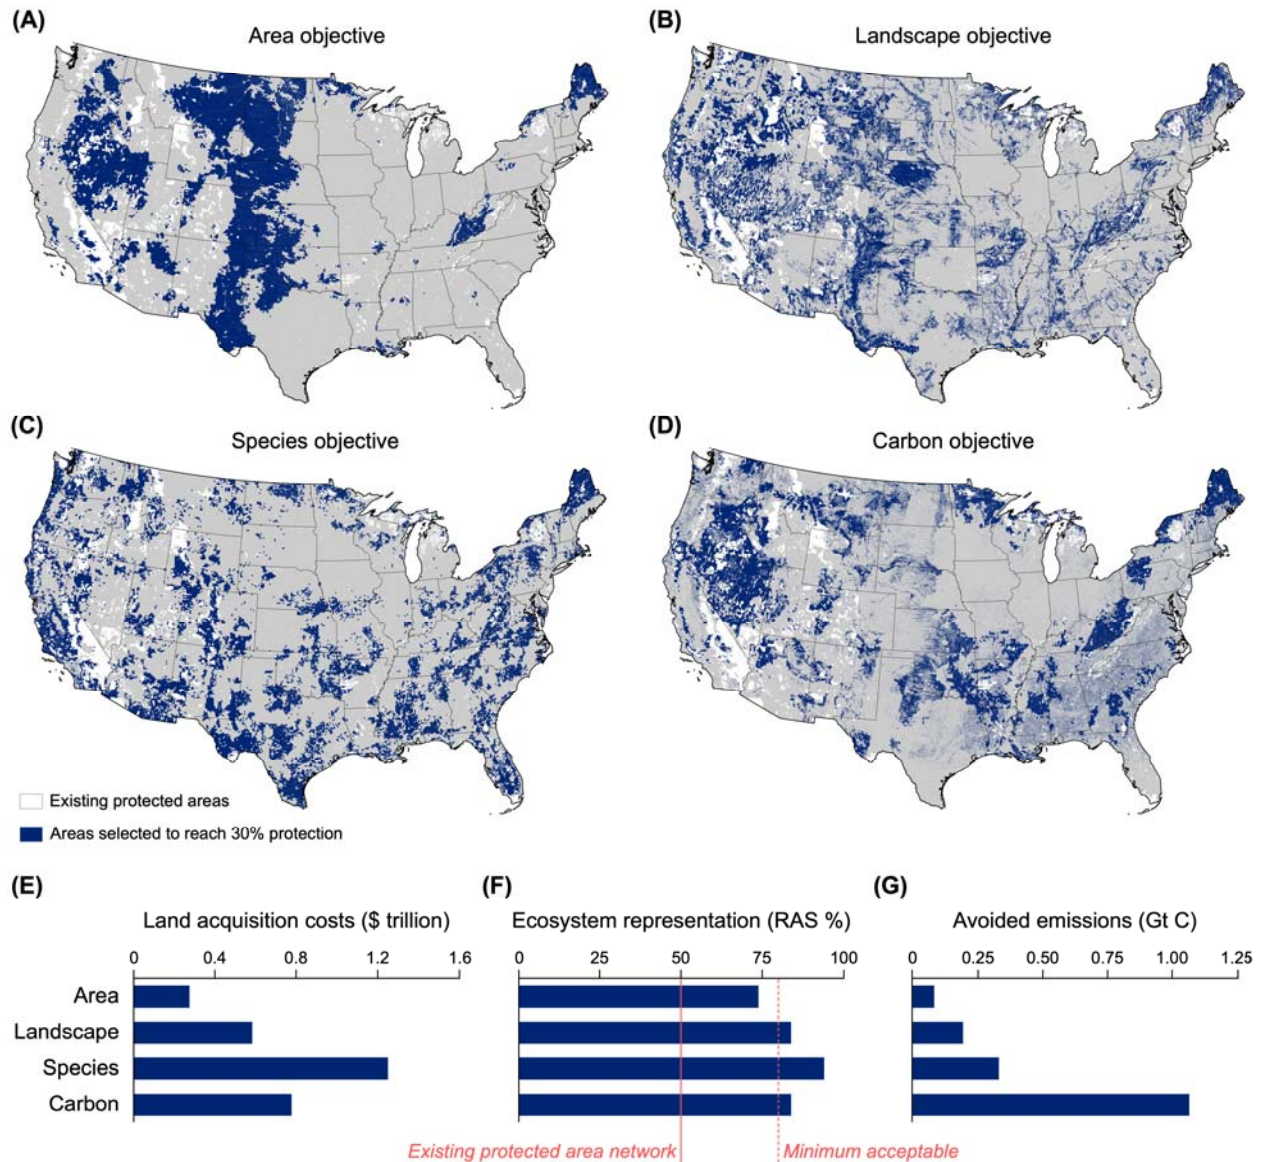 (A)
Area objective
(B)
Landscape objective
(C)
Species objective
(D)
Carbon objective
Existing protected areas
Areas selected to reach 30% protection
(E)
Land acquisition costs ($ trillion)
0 0.4 0.8 1.2 1.6
Area
Landscape
Species
Carbon
(F)
Ecosystem representation (RAS %)
0 25 50 75 100
Existing protected area network
Minimum acceptable
(G)
Avoided emissions (Gt C)
0 0.25 0.50 0.75 1.00 1.25